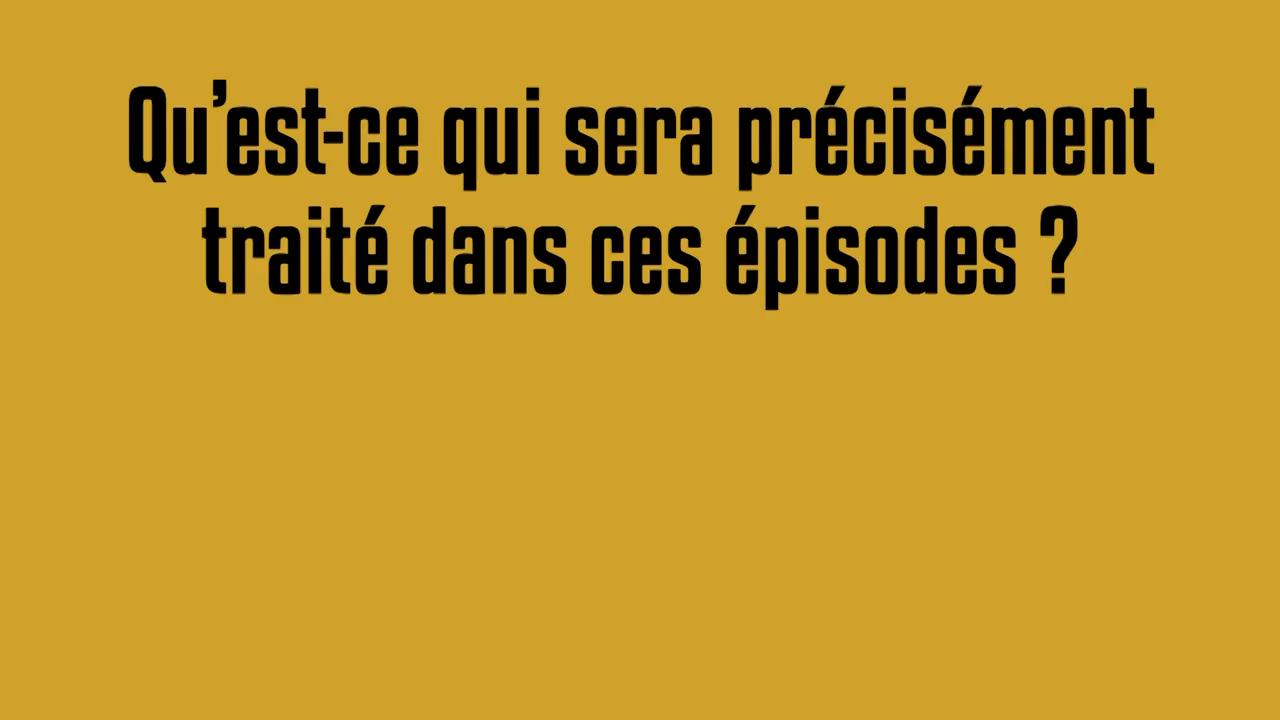 Qu’est-ce qui sera précisément
traité dans ces épisodes ?